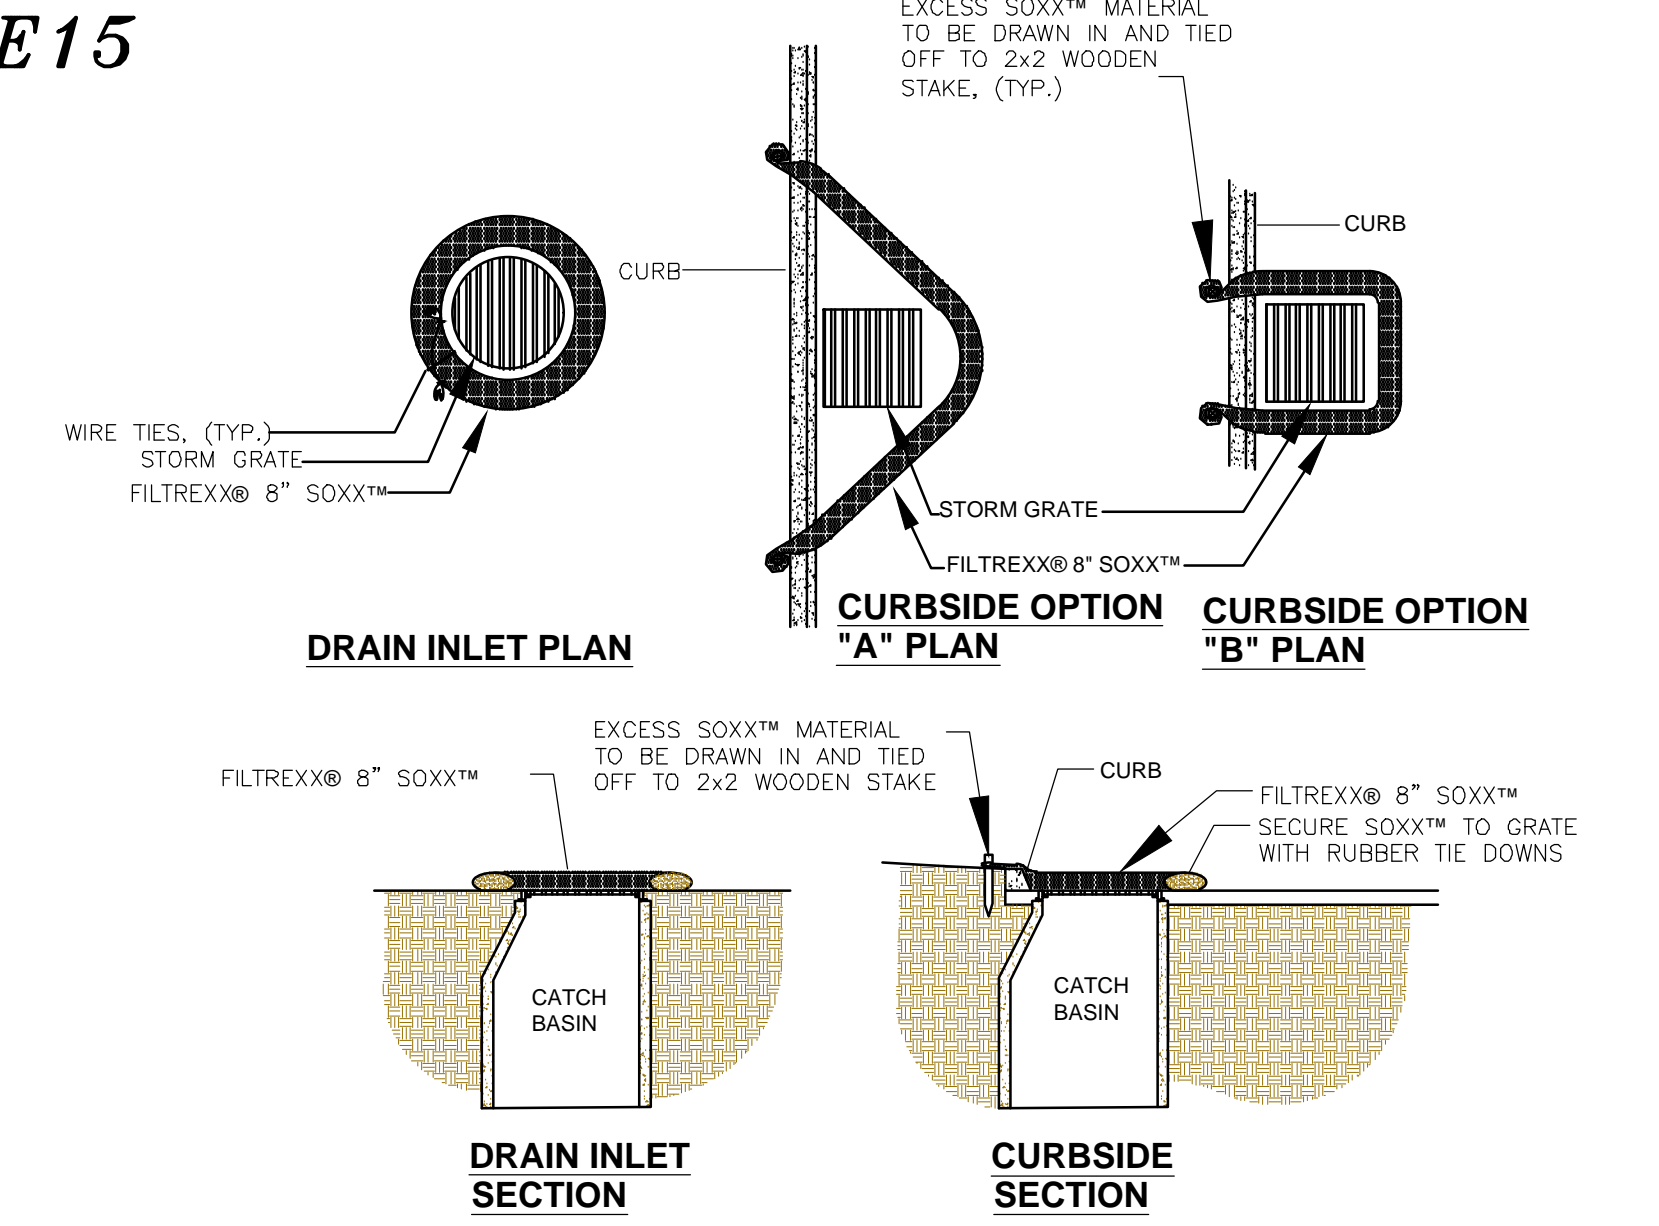 E15
EXCESS SOXX™ MATERIAL
TO BE DRAWN IN AND TIED
OFF TO 2x2 WOODEN
STAKE, (TYP.)
CURB
CURB
WIRE TIES, (TYP.)
STORM GRATE
FILTREXX® 8” SOXX™
STORM GRATE
FILTREXX® 8" SOXX™
DRAIN INLET PLAN
CURBSIDE OPTION
"A" PLAN
CURBSIDE OPTION
"B" PLAN
FILTREXX® 8” SOXX™
EXCESS SOXX™ MATERIAL
TO BE DRAWN IN AND TIED
OFF TO 2x2 WOODEN STAKE
CURB
FILTREXX® 8” SOXX™
SECURE SOXX™ TO GRATE
WITH RUBBER TIE DOWNS
CATCH
BASIN
CATCH
BASIN
DRAIN INLET
SECTION
CURBSIDE
SECTION